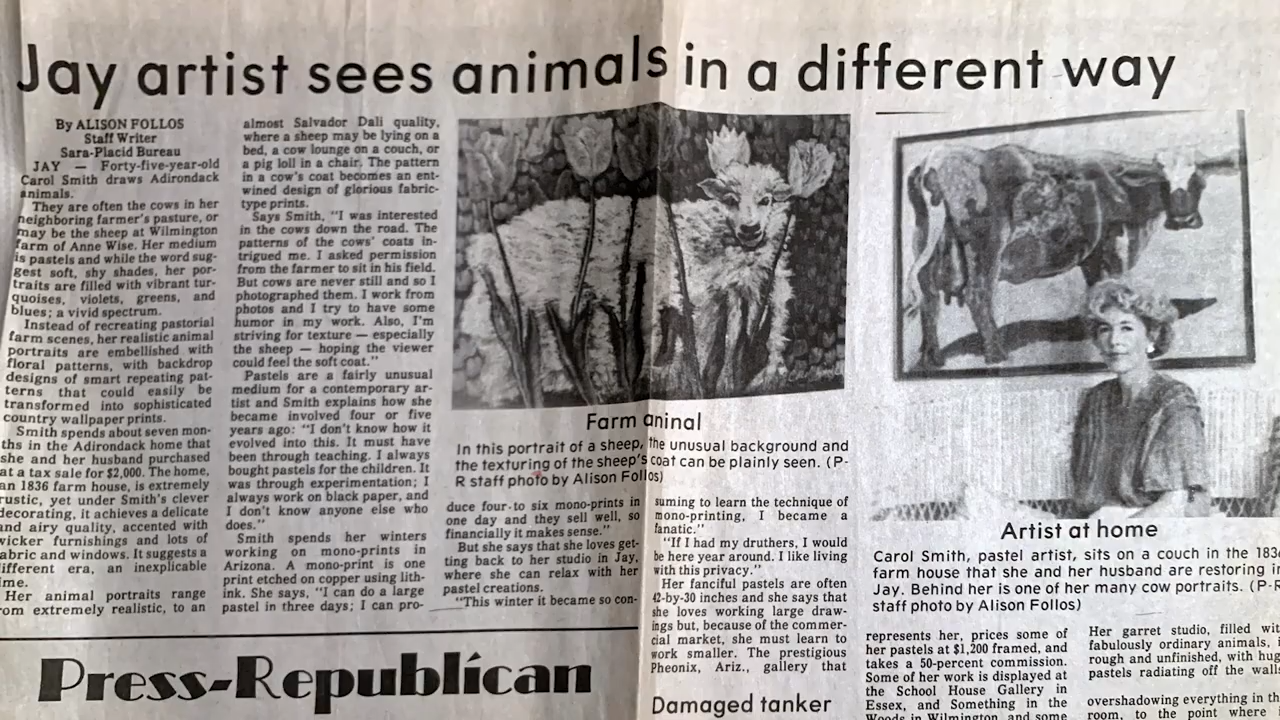 Jay artist sees animals in a different way
By ALISON FOLLOS
Staff Writer
Sara-Placid Bureau
JAY — Forty-five-year-old
Carol Smith draws Adirondack
animals.
They are often the cows in her
neighboring farmer's pasture, or
may be the sheep at Wilmington
farm of Anne Wise. Her medium
is pastels and while the word sug-
gest soft, shy shades, her por-
traits are filled with vibrant tur-
quoises, violets, greens, and
blues; a vivid spectrum.
Instead of recreating pastorial
farm scenes, her realistic animal
portraits are embellished with
floral patterns, with backdrop
designs of smart repeating pat-
terns that could easily be
transformed into sophisticated
country wallpaper prints.
Smith spends about seven mon-
ths in the Adirondack home that
she and her husband purchased
at a tax sale for $2,000. The home,
an 1836 farm house, is extremely
rustic, yet under Smith's clever
decorating, it achieves a delicate
and airy quality, accented with
wicker furnishings and lots of
abric and windows. It suggests a
ifferent era, an inexplicable
ime.
Her animal portraits range
rom extremely realistic, to an
almost Salvador Dali quality,
where a sheep may be lying on a
bed, a cow lounge on a couch, or
a pig loll in a chair. The pattern
in a cow's coat becomes an ent-
wined design of glorious fabric-
type prints.
Says Smith, "I was interested
in the cows down the road. The
patterns of the cows' coats in-
trigued me. I asked permission
from the farmer to sit in his field.
But cows are never still and so I
photographed them. I work from
photos and I try to have some
humor in my work. Also, I'm
striving for texture — especially
the sheep — hoping the viewer
could feel the soft coat."
Pastels are a fairly unusual
medium for a contemporary ar-
tist and Smith explains how she
became involved four or five
years ago: "I don't know how it
evolved into this. It must have
been through teaching. I always
bought pastels for the children. It
was through experimentation; I
always work on black paper, and
I don't know anyone else who
does."
Smith spends her winters
working on mono-prints in
Arizona. A mono-print is one
print etched on copper using lith-
ink. She says, "I can do a large
pastel in three days; I can pro-
Farm aninal
In this portrait of a sheep, the unusual background and
the texturing of the sheep's coat can be plainly seen. (P-
R staff photo by Alison Follos)
duce four-to six mono-prints in
one day and they sell well, so
financially it makes sense."
But she says that she loves get-
ting back to her studio in Jay,
where she can relax with her
pastel creations.
"This winter it became so con-
suming to learn the technique of
mono-printing, I became a
fanatic."
"If I had my druthers, I would
be here year around. I like living
with this privacy."
Her fanciful pastels are often
42-by-30 inches and she says that
she loves working large draw-
ings but, because of the commer-
cial market, she must learn to
work smaller. The prestigious
Pheonix, Ariz., gallery that
Artist at home
Carol Smith, pastel artist, sits on a couch in the 183
farm house that she and her husband are restoring i
Jay. Behind her is one of her many cow portraits. (P-
staff photo by Alison Follos)
represents her, prices some of
her pastels at $1,200 framed, and
takes a 50-percent commission.
Some of her work is displayed at
the School House Gallery in
Essex, and Something in the
Woods in Wilmington and some
Her garret studio, filled wit
fabulously ordinary animals,
rough and unfinished, with hug
pastels radiating off the walls
overshadowing everything in th
room, to the point where i
Press-Republican
Damaged tanker